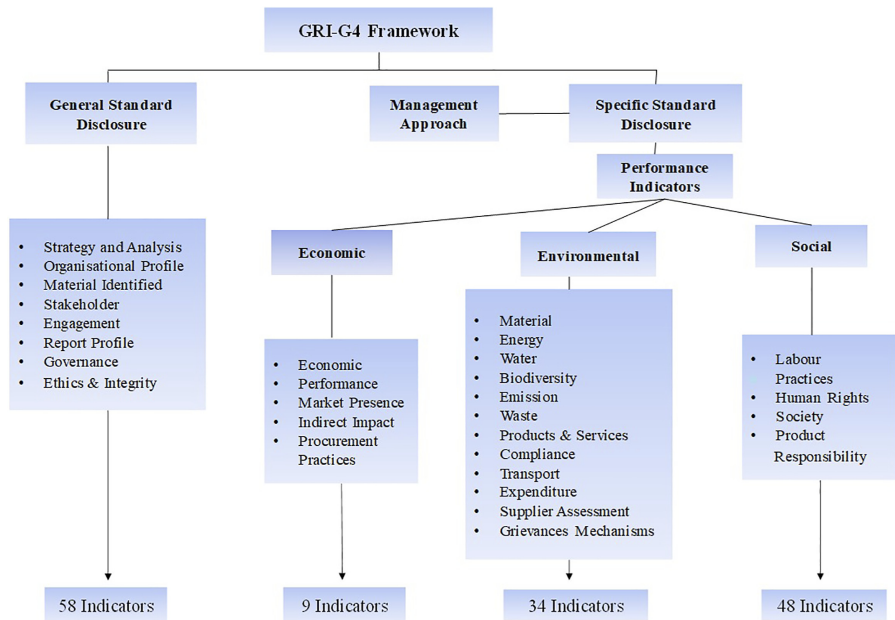 GRI-G4 Framework
General Standard
Disclosure
Management
Approach
Specific Standard
Disclosure
Performance
Indicators
Economic
Environmental
Social
• Strategy and Analysis
• Organisational Profile
• Material Identified
• Stakeholder
• Engagement
• Report Profile
• Governance
• Ethics & Integrity
• Economic
• Performance
• Market Presence
• Indirect Impact
• Procurement
Practices
• Material
• Energy
• Water
• Biodiversity
• Emission
• Waste
• Products & Services
• Compliance
• Transport
• Expenditure
• Supplier Assessment
• Grievances Mechanisms
• Labour
Practices
• Human Rights
• Society
• Product
Responsibility
58 Indicators
9 Indicators
34 Indicators
48 Indicators